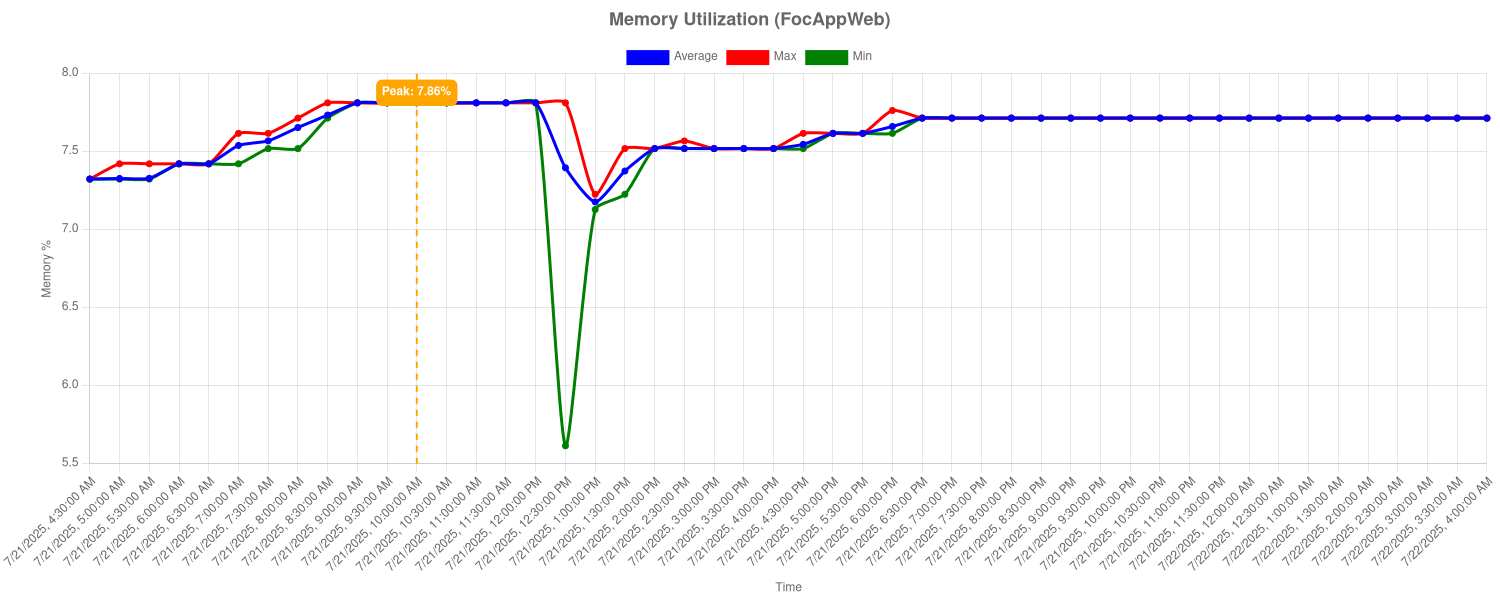 Memory Utilization (FocAppWeb)
Average Max Min
Peak: 7.86%
8.0
7.5
7.0
6.5
6.0
5.5
Memory %
7/21/2025, 4:30:00 AM
7/21/2025, 5:00:00 AM
7/21/2025, 5:30:00 AM
7/21/2025, 6:00:00 AM
7/21/2025, 6:30:00 AM
7/21/2025, 7:00:00 AM
7/21/2025, 7:30:00 AM
7/21/2025, 8:00:00 AM
7/21/2025, 8:30:00 AM
7/21/2025, 9:00:00 AM
7/21/2025, 9:30:00 AM
7/21/2025, 10:00:00 AM
7/21/2025, 10:30:00 AM
7/21/2025, 11:00:00 AM
7/21/2025, 11:30:00 AM
7/21/2025, 12:00:00 PM
7/21/2025, 12:30:00 PM
7/21/2025, 1:00:00 PM
7/21/2025, 1:30:00 PM
7/21/2025, 2:00:00 PM
7/21/2025, 2:30:00 PM
7/21/2025, 3:00:00 PM
7/21/2025, 3:30:00 PM
7/21/2025, 4:00:00 PM
7/21/2025, 4:30:00 PM
7/21/2025, 5:00:00 PM
7/21/2025, 5:30:00 PM
7/21/2025, 6:00:00 PM
7/21/2025, 6:30:00 PM
7/21/2025, 7:00:00 PM
7/21/2025, 7:30:00 PM
7/21/2025, 8:00:00 PM
7/21/2025, 8:30:00 PM
7/21/2025, 9:00:00 PM
7/21/2025, 9:30:00 PM
7/21/2025, 10:00:00 PM
7/21/2025, 10:30:00 PM
7/21/2025, 11:00:00 PM
7/21/2025, 11:30:00 PM
7/22/2025, 12:00:00 AM
7/22/2025, 12:30:00 AM
7/22/2025, 1:00:00 AM
7/22/2025, 1:30:00 AM
7/22/2025, 2:00:00 AM
7/22/2025, 2:30:00 AM
7/22/2025, 3:00:00 AM
7/22/2025, 3:30:00 AM
7/22/2025, 4:00:00 AM
Time